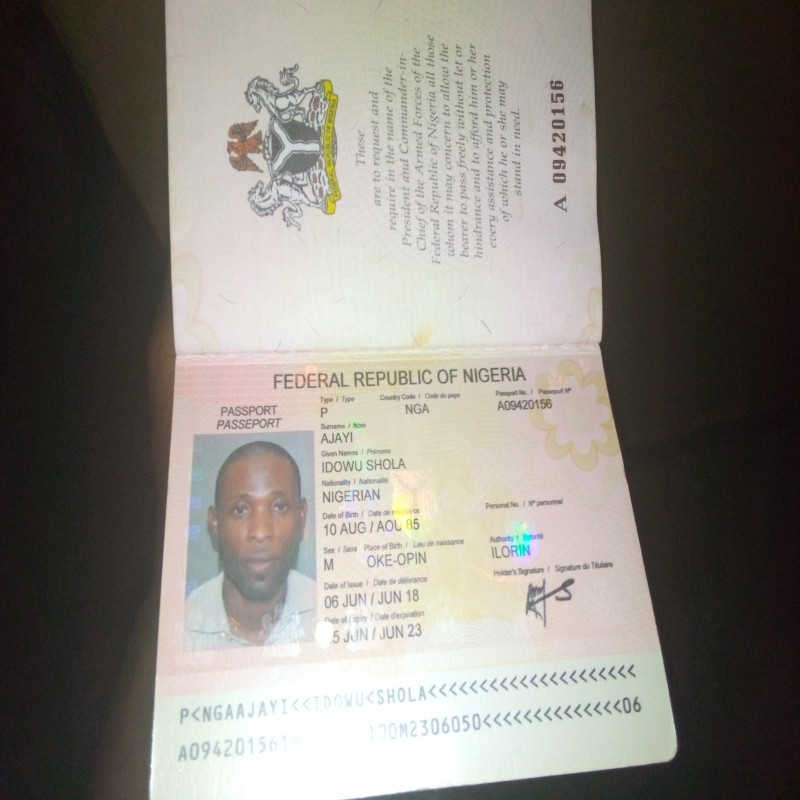 These
are to request and
require in the name of the
President and Commander-in-
Chief of the Armed Forces of the
Federal Republic of Nigeria all those
whom it may concern to allow the
bearer to pass freely without let or
hindrance and to afford him or her
every assistance and protection
of which he or she may
stand in need.
A 09420156
FEDERAL REPUBLIC OF NIGERIA
PASSPORT
PASSEPORT
Type / Type
Country Code / Code du pays
Passport No. / Passeport N°
P
NGA
A09420156
Surname / Nom
AJAYI
Given Names / Prénoms
IDOWU SHOLA
Nationality / Nationalité
NIGERIAN
Date of Birth / Date de
Personal No. / N° personnel
10 AUG / AOU 85
Sex / Sexe Place of Birth / Lieu de naissance
Authority /
M
OKE-OPIN
ILORIN
Date of Issue / Date de délivrance
Holder's Signature / Signature du Titulaire
06 JUN / JUN 18
Date of Expiry / Date d'expiration
5 JUN / JUN 23
P<NGAAJAYI<<IDOWU<SHOLA<<<<<<<<<<<<<<<<<<<<<